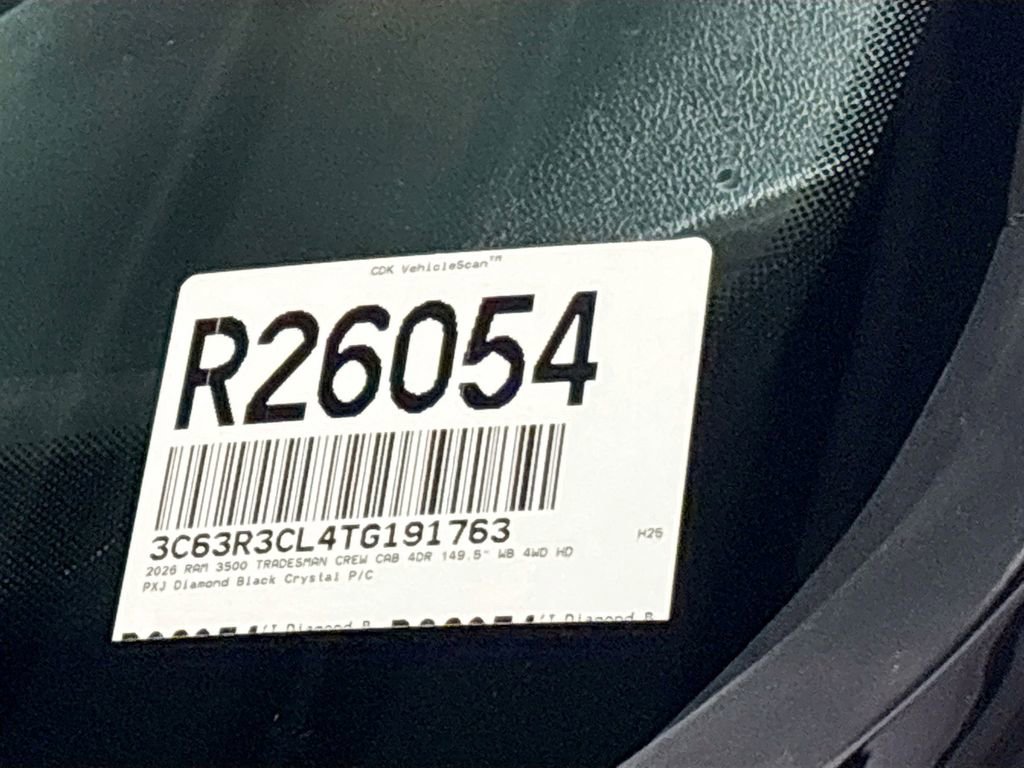 CDK VehicleScan™
R26054
3C63R3CL4TG191763
H26
2026 RAM 3500 TRADESMAN CREW CAB 4DR 149.5" WB 4WD HD
PXJ Diamond Black Crystal P/C